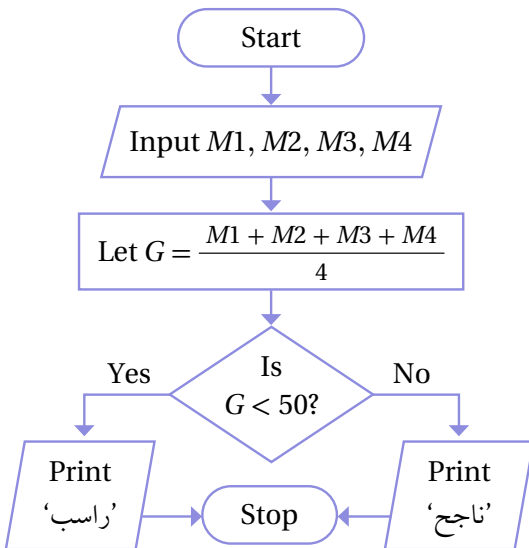 Start
Input M1, M2, M3, M4
Let G = (M1 + M2 + M3 + M4) / 4
Is
G < 50?
Yes
No
Print
‘راسب’
Print
‘ناجح’
Stop